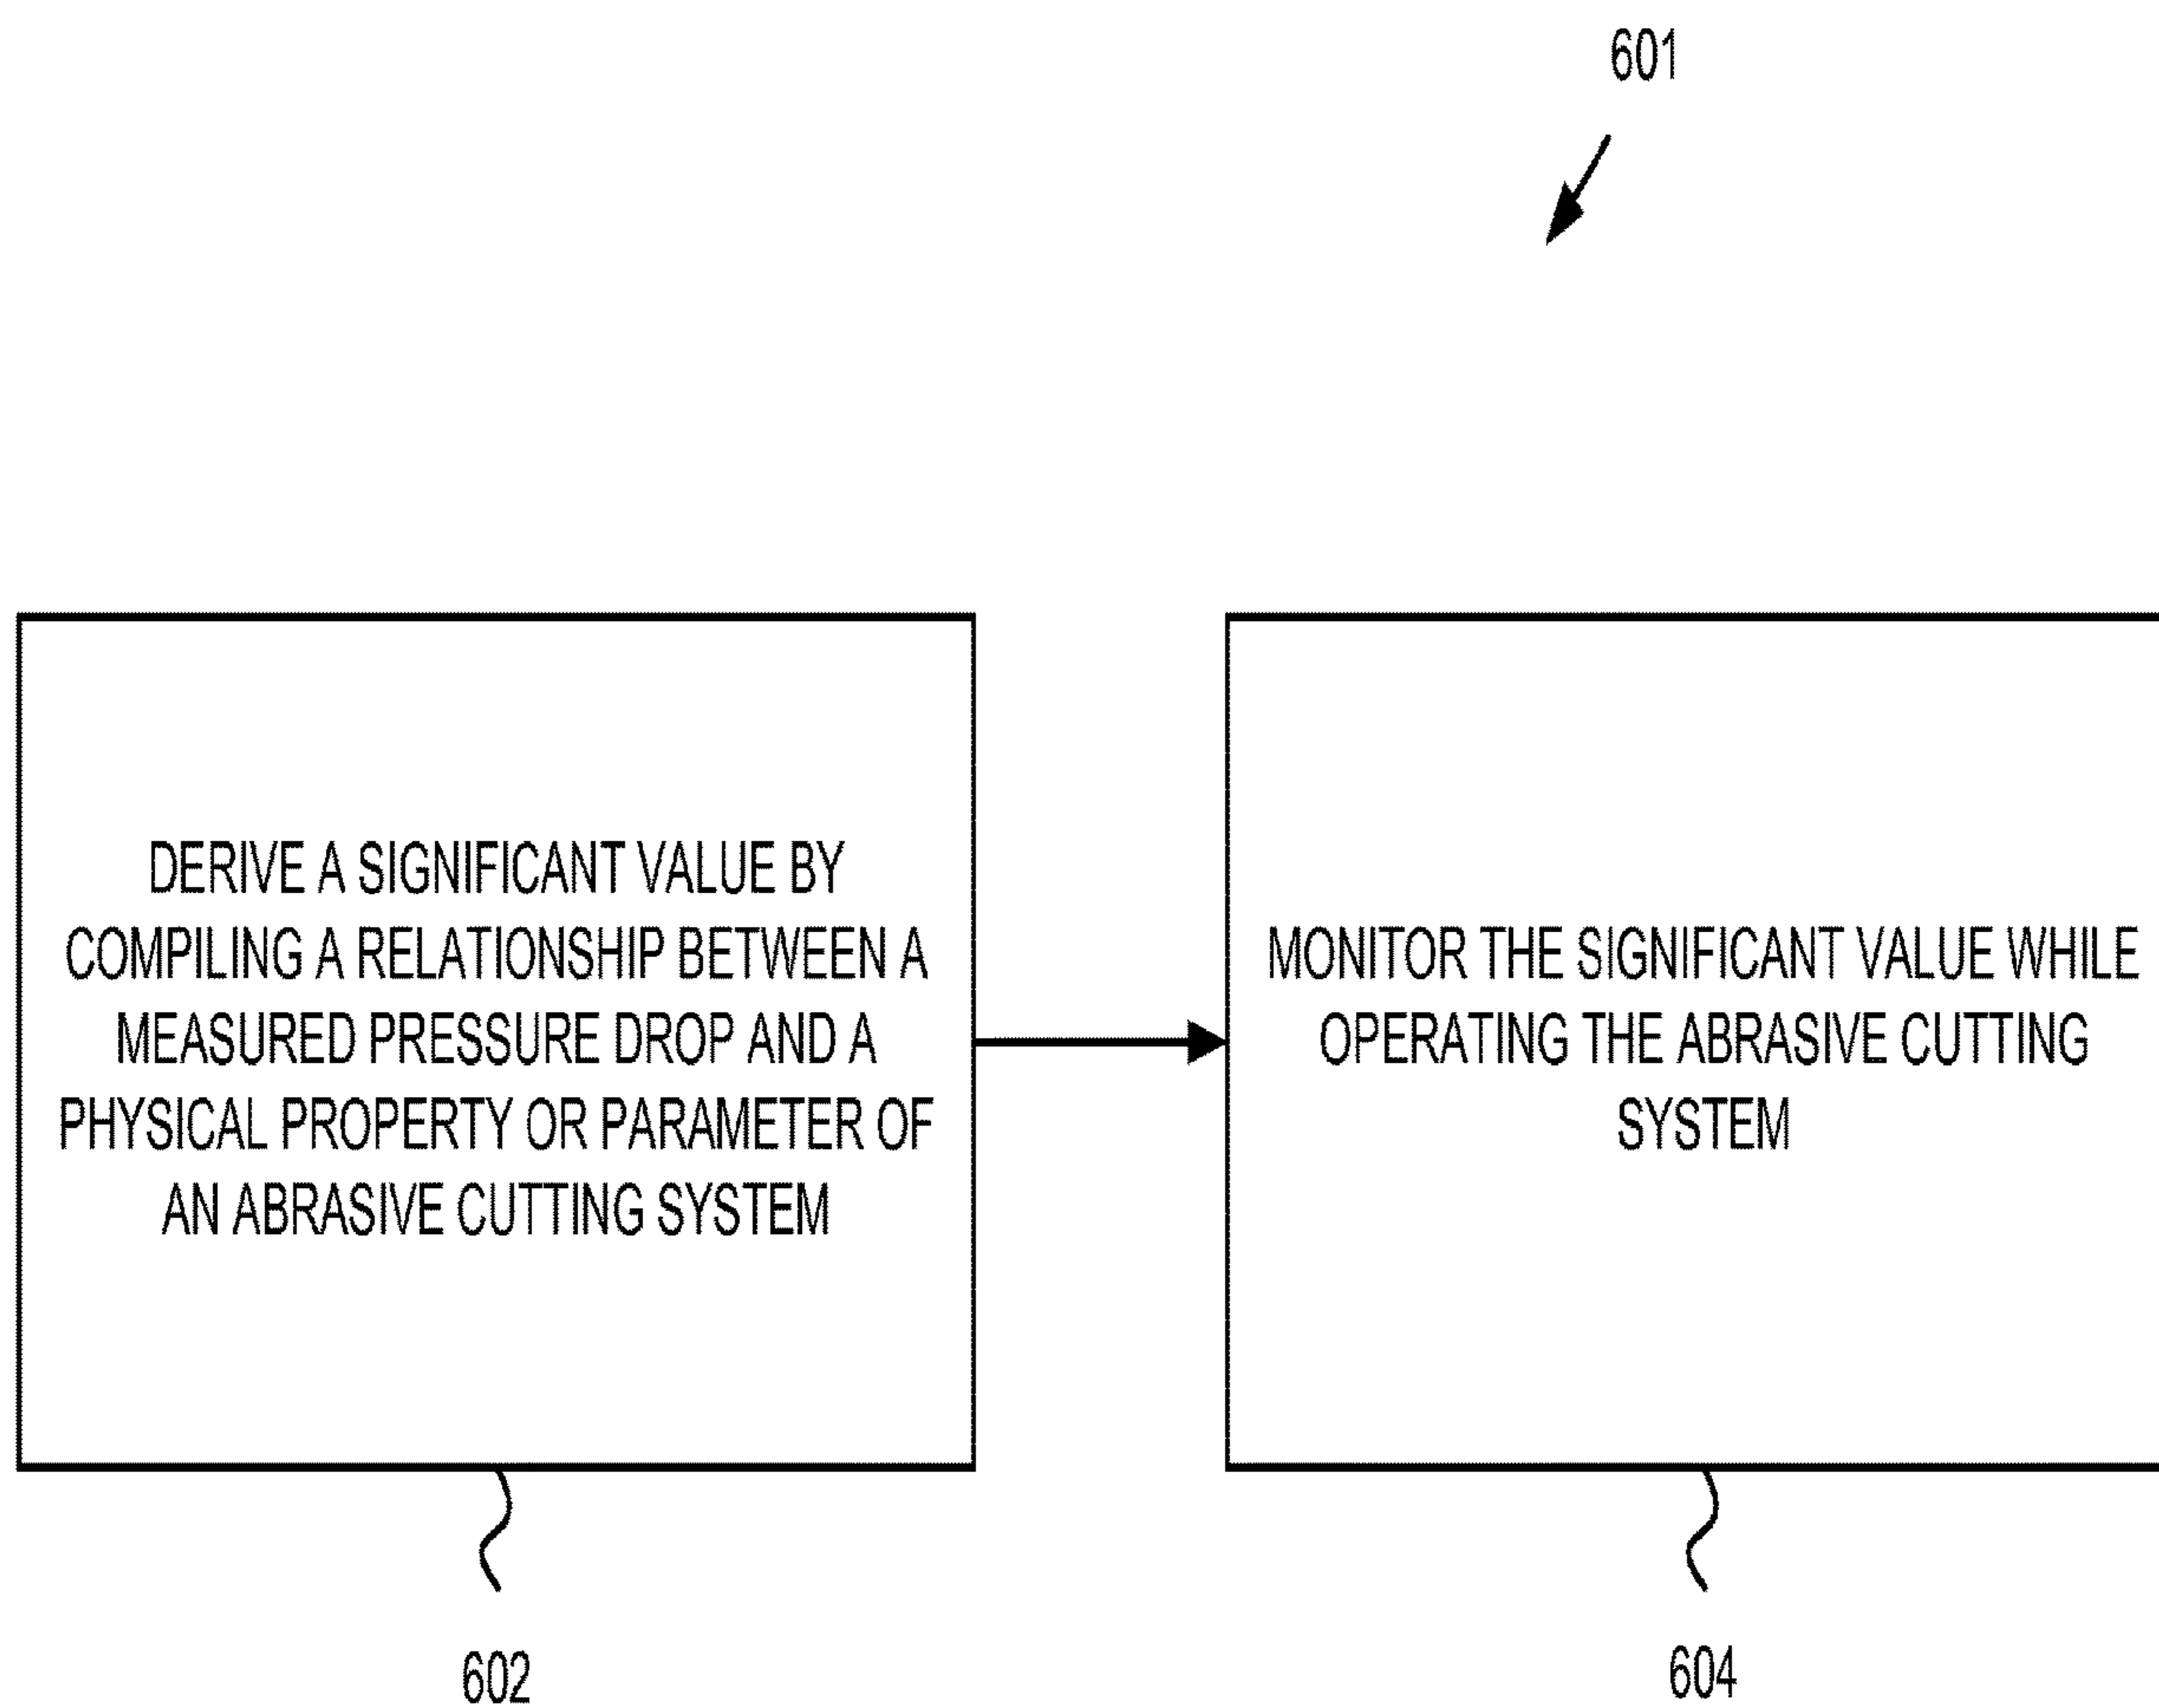 601
DERIVE A SIGNIFICANT VALUE BY
COMPILING A RELATIONSHIP BETWEEN A
MEASURED PRESSURE DROP AND A
PHYSICAL PROPERTY OR PARAMETER OF
AN ABRASIVE CUTTING SYSTEM
MONITOR THE SIGNIFICANT VALUE WHILE
OPERATING THE ABRASIVE CUTTING
SYSTEM
602
604